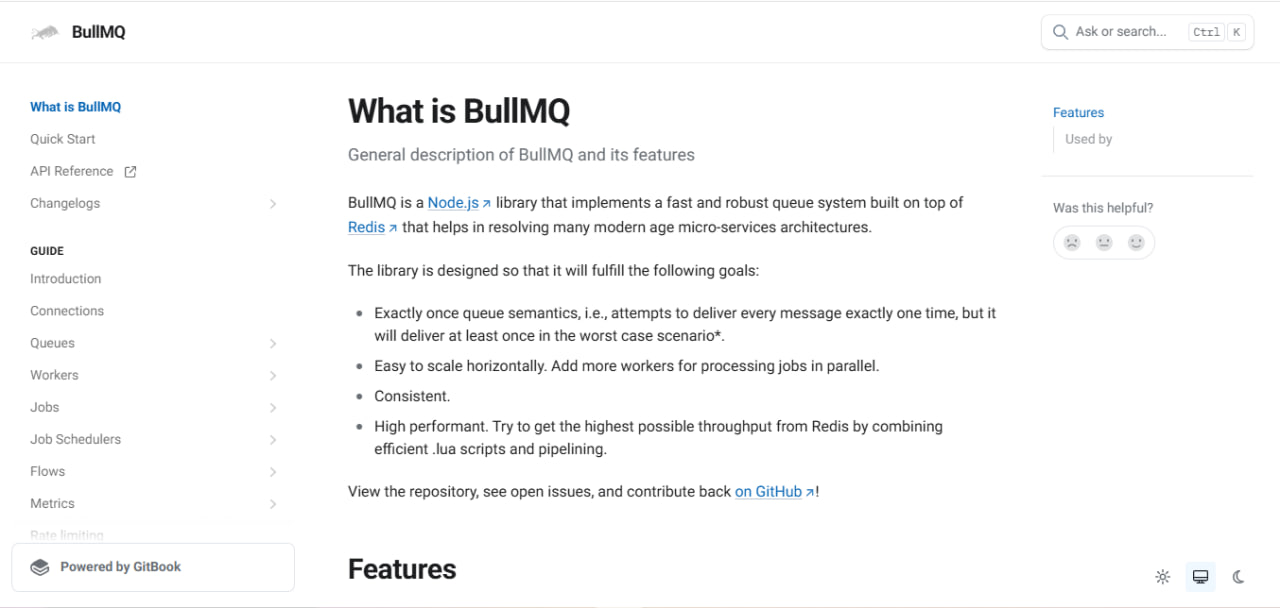 BullMQ
Ask or search...
Ctrl K
What is BullMQ
Quick Start
API Reference
Changelogs
GUIDE
Introduction
Connections
Queues
Workers
Jobs
Job Schedulers
Flows
Metrics
Rate limiting
Powered by GitBook
What is BullMQ
General description of BullMQ and its features
BullMQ is a Node.js library that implements a fast and robust queue system built on top of
Redis that helps in resolving many modern age micro-services architectures.
The library is designed so that it will fulfill the following goals:
Exactly once queue semantics, i.e., attempts to deliver every message exactly one time, but it
will deliver at least once in the worst case scenario*.
Easy to scale horizontally. Add more workers for processing jobs in parallel.
Consistent.
High performant. Try to get the highest possible throughput from Redis by combining
efficient .lua scripts and pipelining.
View the repository, see open issues, and contribute back on GitHub!
Features
Features
Used by
Was this helpful?